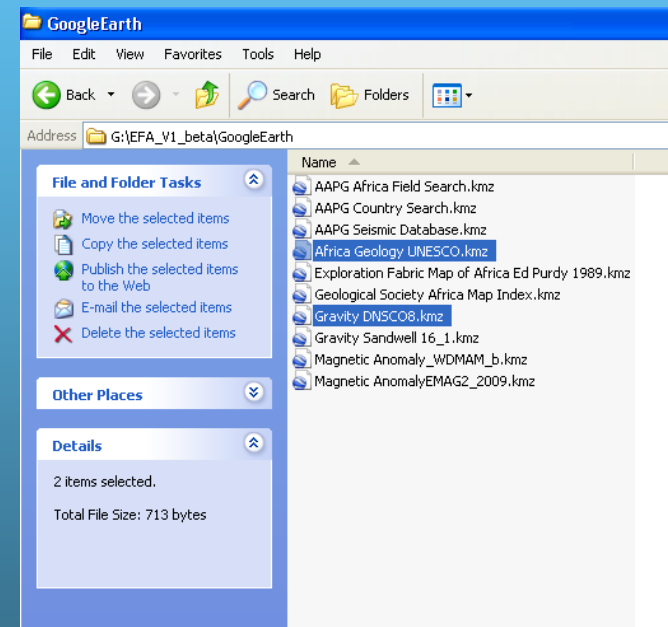 GoogleEarth
File Edit View Favorites Tools Help
Back Search Folders
Address G:\EFA_V1_beta\GoogleEarth
File and Folder Tasks
Move the selected items
Copy the selected items
Publish the selected items
to the Web
E-mail the selected items
Delete the selected items
Other Places
Details
2 items selected.
Total File Size: 713 bytes
Name
AAPG Africa Field Search.kmz
AAPG Country Search.kmz
AAPG Seismic Database.kmz
Africa Geology UNESCO.kmz
Exploration Fabric Map of Africa Ed Purdy 1989.kmz
Geological Society Africa Map Index.kmz
Gravity DNSCO8.kmz
Gravity Sandwell 16_1.kmz
Magnetic Anomaly_WDMAM_b.kmz
Magnetic AnomalyEMAG2_2009.kmz